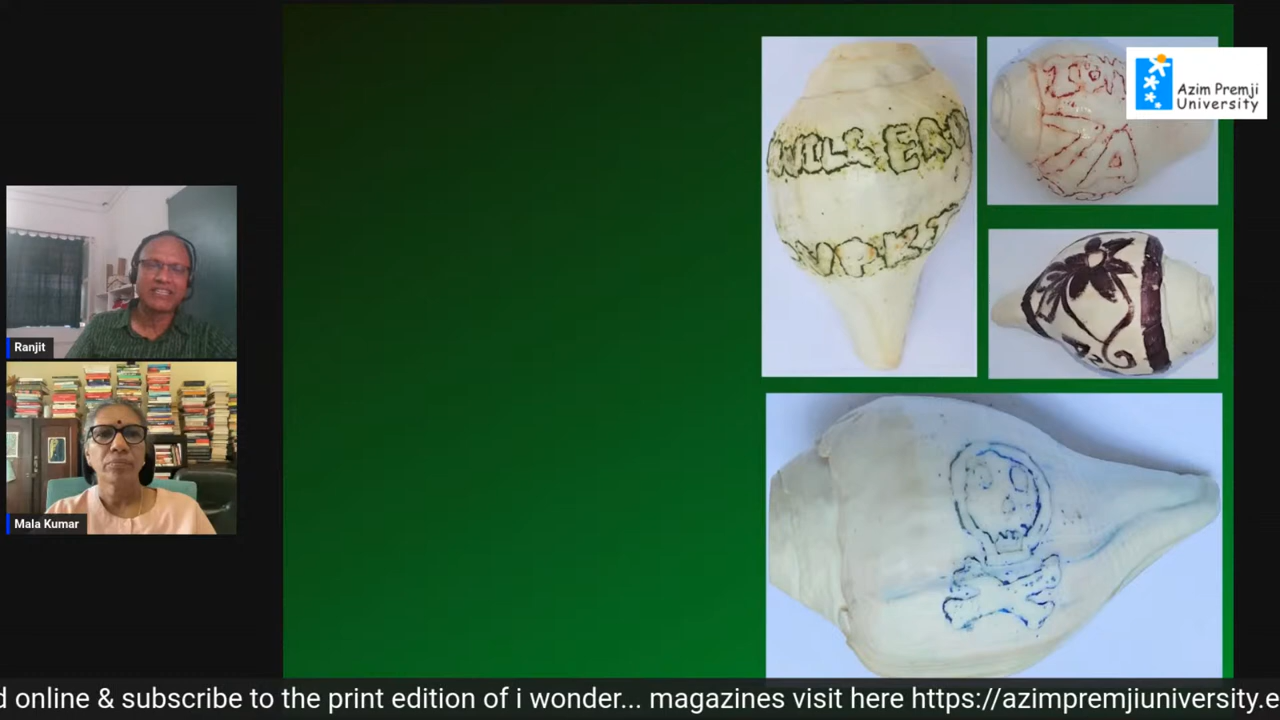 Azim Premji
University
WILL
Ranjit
Mala Kumar
d online & subscribe to the print edition of i wonder... magazines visit here https://azimpremjiuniversity.e